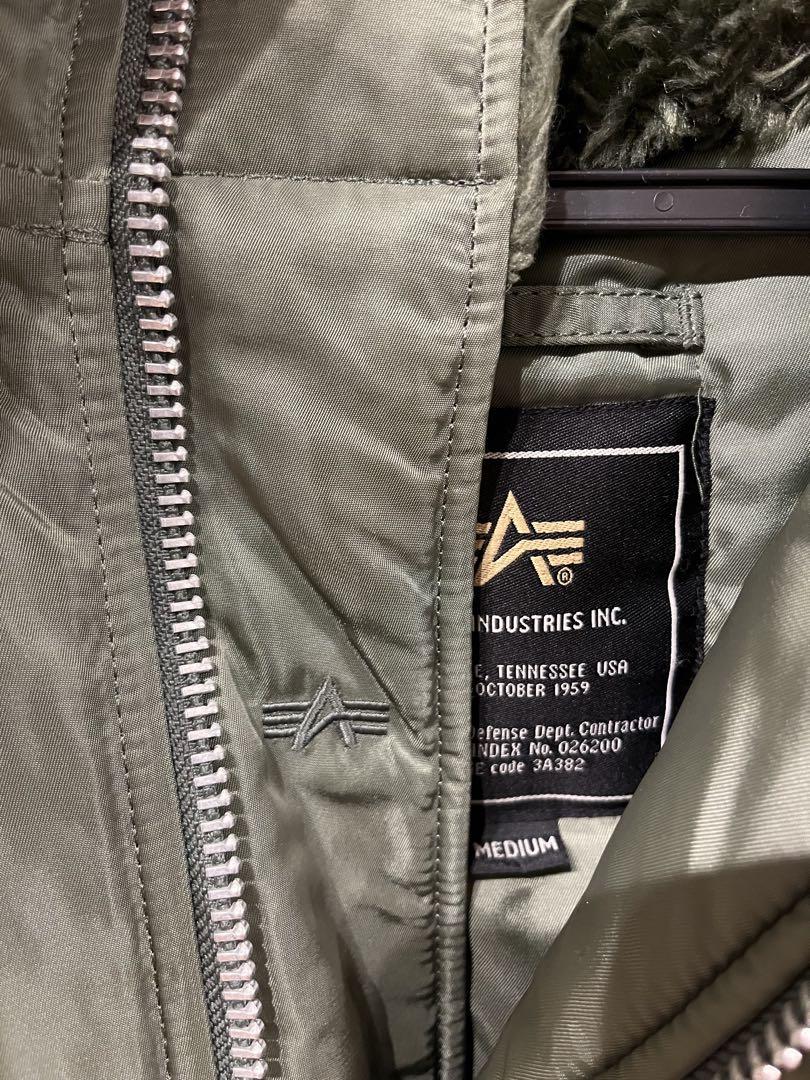 ®
INDUSTRIES INC.
E, TENNESSEE USA
OCTOBER 1959
Defense Dept. Contractor
INDEX No. 026200
E code 3A382
MEDIUM